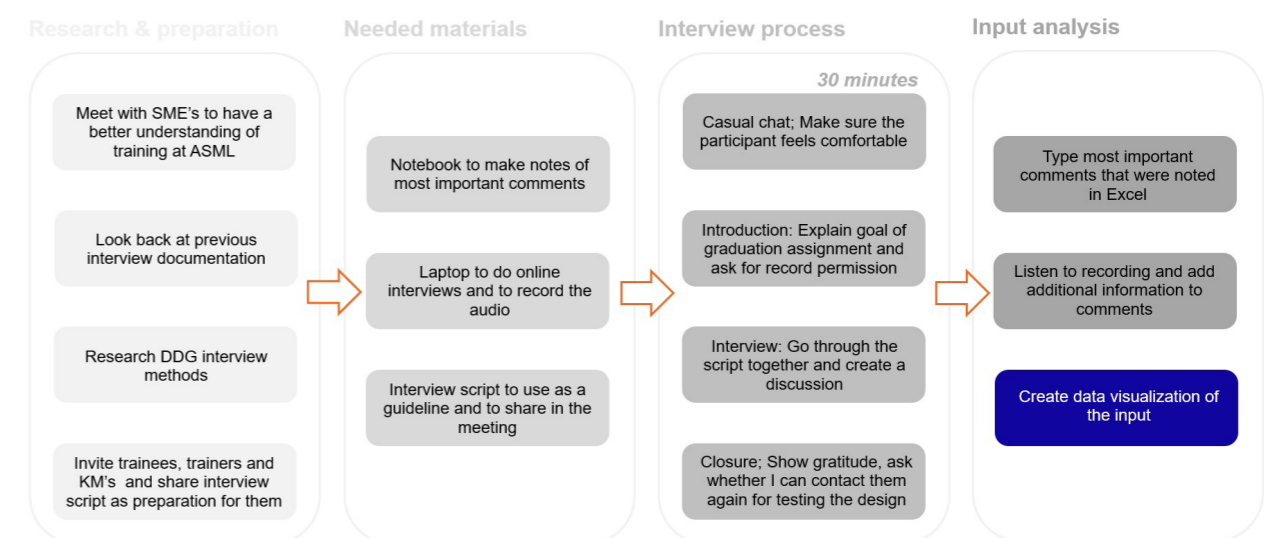 Research & preparation
Meet with SME's to have a
better understanding of
training at ASML
Look back at previous
interview documentation
Research DDG interview
methods
Invite trainees, trainers and
KM's and share interview
script as preparation for them
Needed materials
Notebook to make notes of
most important comments
Laptop to do online
interviews and to record the
audio
Interview script to use as a
guideline and to share in the
meeting
Interview process
30 minutes
Casual chat; Make sure the
participant feels comfortable
Introduction: Explain goal of
graduation assignment and
ask for record permission
Interview: Go through the
script together and create a
discussion
Closure; Show gratitude, ask
whether I can contact them
again for testing the design
Input analysis
Type most important
comments that were noted
in Excel
Listen to recording and add
additional information to
comments
Create data visualization of
the input